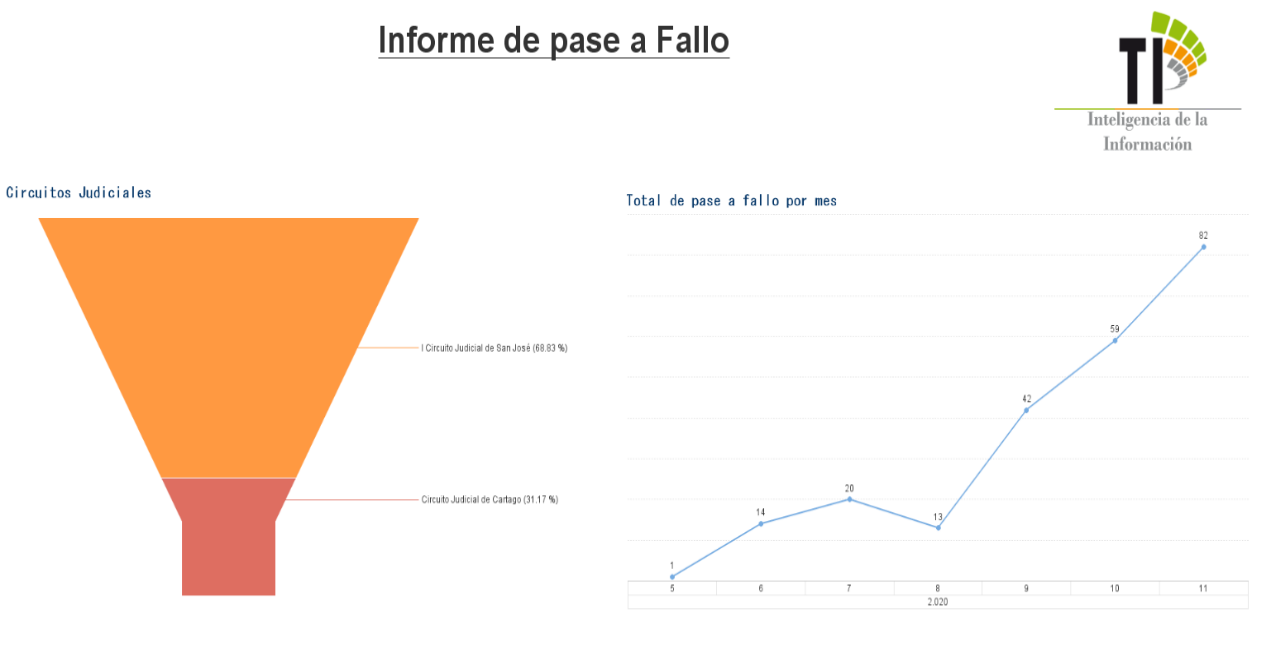 Informe de pase a Fallo
TI
Inteligencia de la
Información
Circuitos Judiciales
I Circuito Judicial de San José (68.83 %)
Circuito Judicial de Cartago (31.17 %)
Total de pase a fallo por mes
82
59
42
20
14
13
1
5 6 7 8 9 10 11
2.020